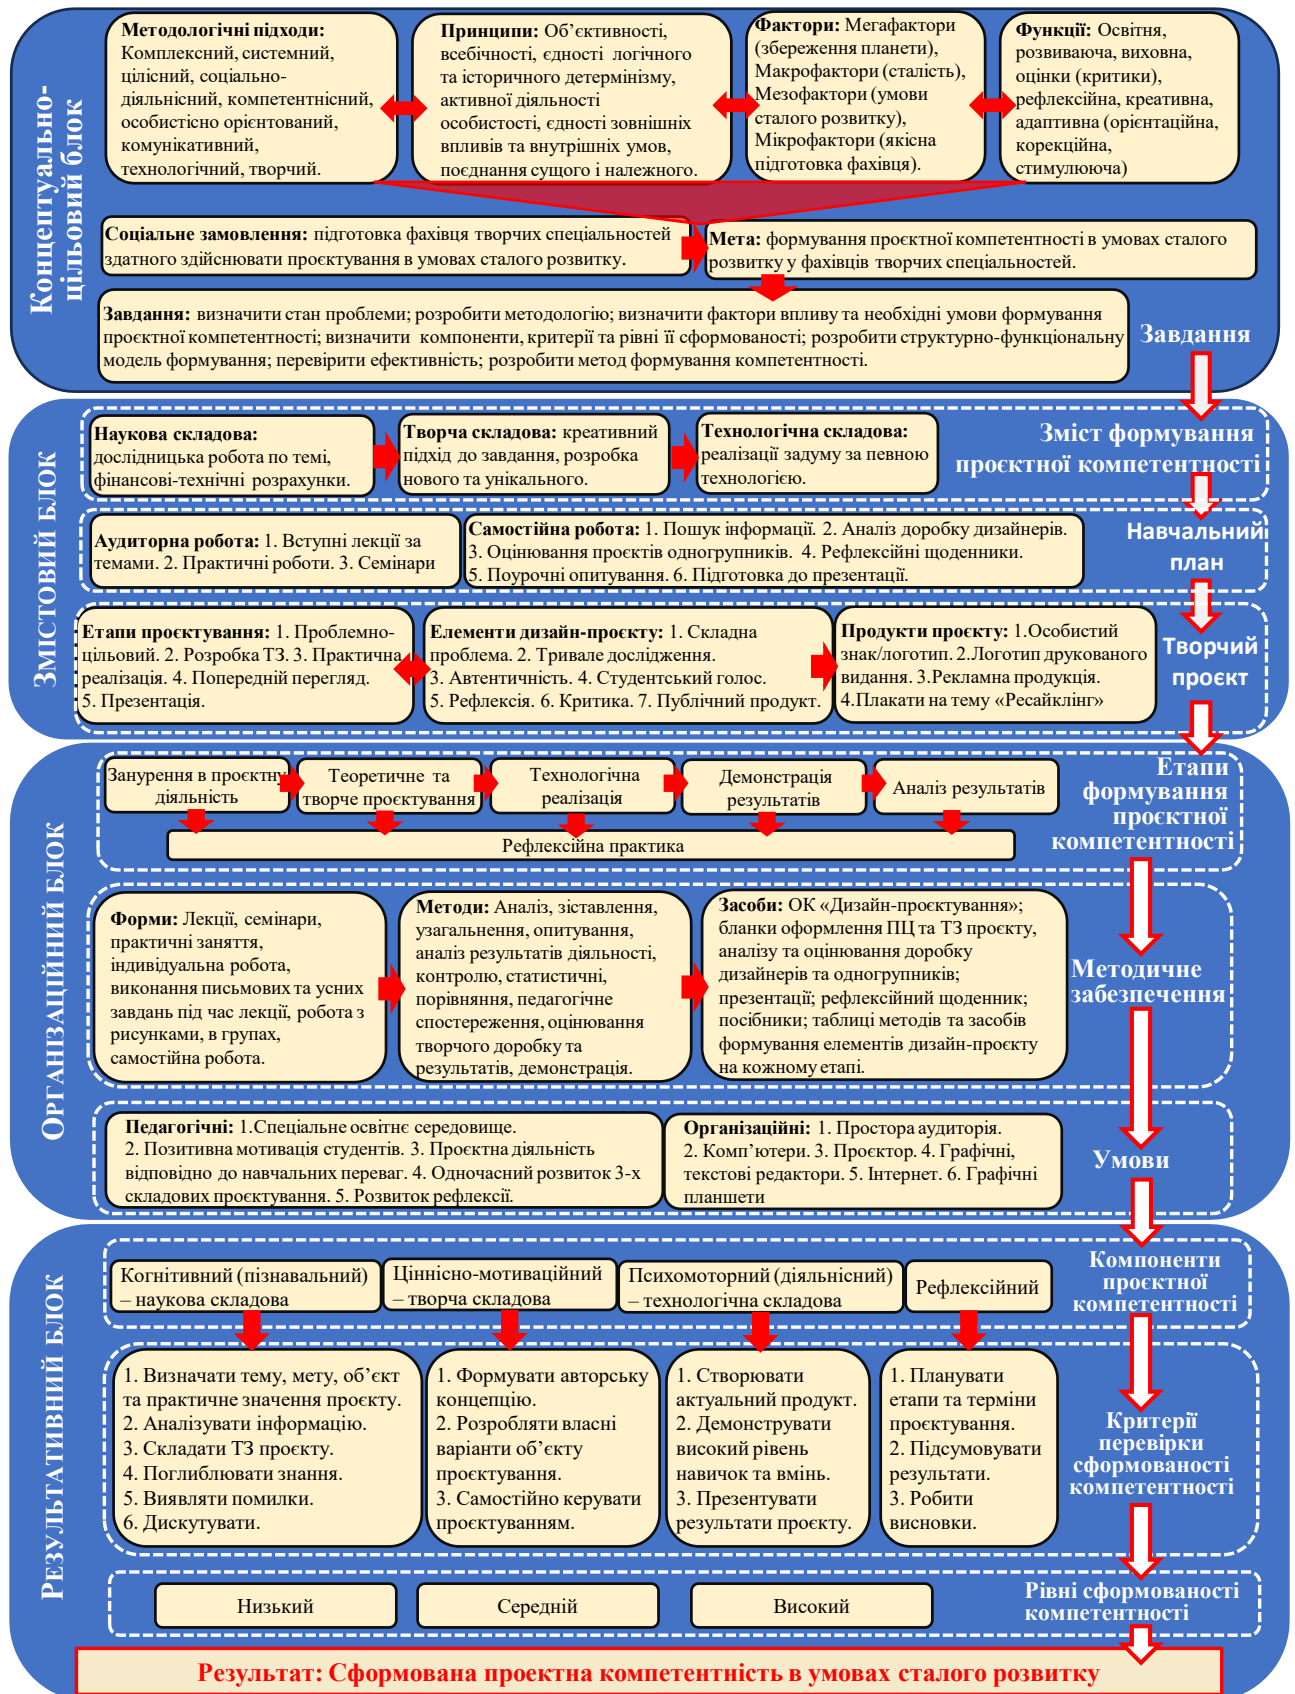 Концептуально-
цільовий блок
Методологічні підходи:
Комплексний, системний,
цілісний, соціально-
діяльнісний, компетентнісний,
особистісно орієнтований,
комунікативний,
технологічний, творчий.
Принципи: Об’єктивності,
всебічності, єдності логічного
та історичного детермінізму,
активної діяльності
особистості, єдності зовнішніх
впливів та внутрішніх умов,
поєднання сущого і належного.
Фактори: Мегафактори
(збереження планети),
Макрофактори (сталість),
Мезофактори (умови
сталого розвитку),
Мікрофактори (якісна
підготовка фахівця).
Функції: Освітня,
розвиваюча, виховна,
оцінки (критики),
рефлексійна, креативна,
адаптивна (орієнтаційна,
корекційна,
стимулююча)
Соціальне замовлення: підготовка фахівця творчих спеціальностей
здатного здійснювати проєктування в умовах сталого розвитку.
Мета: формування проєктної компетентності в умовах сталого
розвитку у фахівців творчих спеціальностей.
Завдання: визначити стан проблеми; розробити методологію; визначити фактори впливу та необхідні умови формування
проєктної компетентності; визначити компоненти, критерії та рівні її сформованості; розробити структурно-функціональну
модель формування; перевірити ефективність; розробити метод формування компетентності.
Завдання
Змістовий блок
Наукова складова:
дослідницька робота по темі,
фінансові-технічні розрахунки.
Творча складова: креативний
підхід до завдання, розробка
нового та унікального.
Технологічна складова:
реалізації задуму за певною
технологією.
Зміст формування
проєктної компетентності
Аудиторна робота: 1. Вступні лекції за
темами. 2. Практичні роботи. 3. Семінари
Самостійна робота: 1. Пошук інформації. 2. Аналіз доробку дизайнерів.
3. Оцінювання проєктів одногрупників. 4. Рефлексійні щоденники.
5. Поурочні опитування. 6. Підготовка до презентації.
Навчальний
план
Етапи проєктування: 1. Проблемно-
цільовий. 2. Розробка ТЗ. 3. Практична
реалізація. 4. Попередній перегляд.
5. Презентація.
Елементи дизайн-проєкту: 1. Складна
проблема. 2. Тривале дослідження.
3. Автентичність. 4. Студентський голос.
5. Рефлексія. 6. Критика. 7. Публічний продукт.
Продукти проєкту: 1.Особистий
знак/логотип. 2.Логотип друкованого
видання. 3.Рекламна продукція.
4.Плакати на тему «Ресайклінг»
Творчий
проєкт
Організаційний блок
Занурення в проєктну
діяльність
Теоретичне та
творче проєктування
Технологічна
реалізація
Демонстрація
результатів
Аналіз результатів
Рефлексійна практика
Етапи
формування
проєктної
компетентності
Форми: Лекції, семінари,
практичні заняття,
індивідуальна робота,
виконання письмових та усних
завдань під час лекції, робота з
рисунками, в групах,
самостійна робота.
Методи: Аналіз, зіставлення,
узагальнення, опитування,
аналіз результатів діяльності,
контролю, статистичні,
порівняння, педагогічне
спостереження, оцінювання
творчого доробку та
результатів, демонстрація.
Засоби: ОК «Дизайн-проєктування»;
бланки оформлення ПЦ та ТЗ проєкту,
аналізу та оцінювання доробку
дизайнерів та одногрупників;
презентації; рефлексійний щоденник;
посібники; таблиці методів та засобів
формування елементів дизайн-проєкту
на кожному етапі.
Методичне
забезпечення
Педагогічні: 1.Спеціальне освітнє середовище.
2. Позитивна мотивація студентів. 3. Проєктна діяльність
відповідно до навчальних переваг. 4. Одночасний розвиток 3-х
складових проєктування. 5. Розвиток рефлексії.
Організаційні: 1. Простора аудиторія.
2. Комп’ютери. 3. Проєктор. 4. Графічні,
текстові редактори. 5. Інтернет. 6. Графічні
планшети
Умови
Результативний блок
Когнітивний (пізнавальний)
– наукова складова
Ціннісно-мотиваційний
– творча складова
Психомоторний (діяльнісний)
– технологічна складова
Рефлексійний
Компоненти
проєктної
компетентності
1. Визначати тему, мету, об’єкт
та практичне значення проєкту.
2. Аналізувати інформацію.
3. Складати ТЗ проєкту.
4. Поглиблювати знання.
5. Виявляти помилки.
6. Дискутувати.
1. Формувати авторську
концепцію.
2. Розробляти власні
варіанти об’єкту
проєктування.
3. Самостійно керувати
проєктуванням.
1. Створювати
актуальний продукт.
2. Демонструвати
високий рівень
навичок та вмінь.
3. Презентувати
результати проєкту.
1. Планувати
етапи та терміни
проєктування.
2. Підсумовувати
результати.
3. Робити
висновки.
Критерії
перевірки
сформованості
компетентності
Низький
Середній
Високий
Рівні сформованості
компетентності
Результат: Сформована проектна компетентність в умовах сталого розвитку